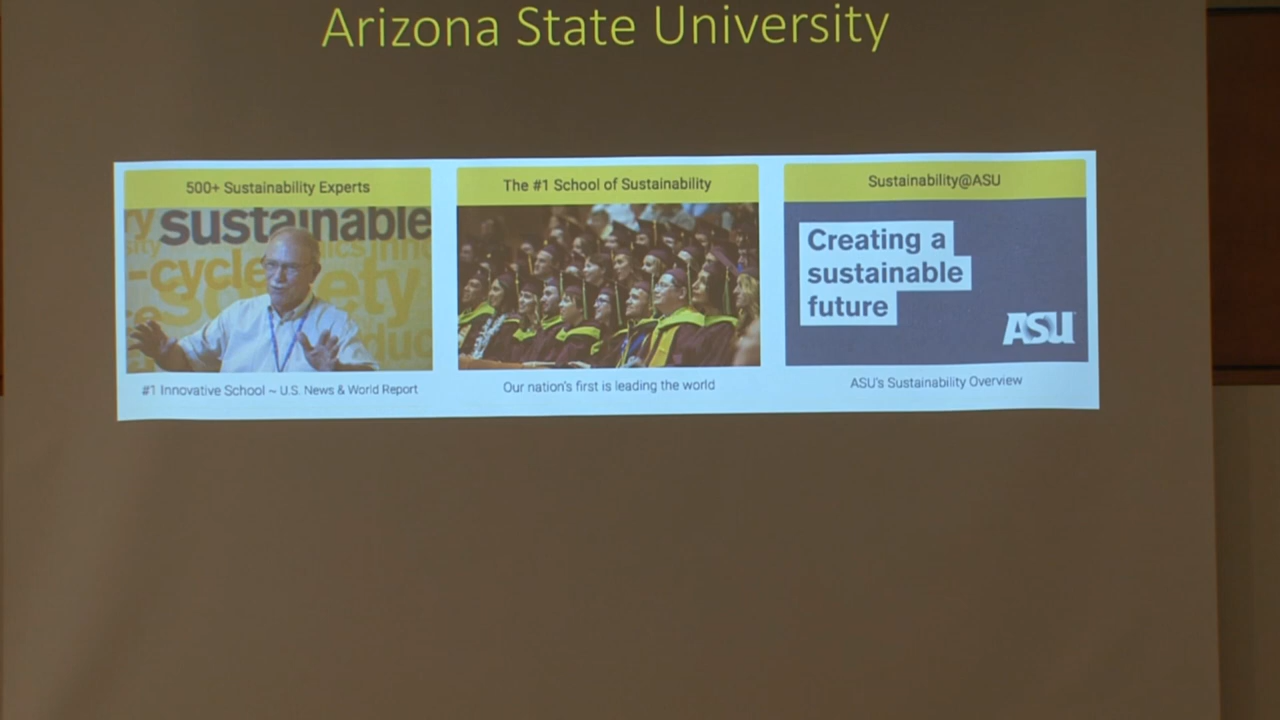 Arizona State University
500+ Sustainability Experts
The #1 School of Sustainability
Sustainability@ASU
sustainable
-cycle
Creating a
sustainable
future
ASU
#1 Innovative School ~ U.S. News & World Report
Our nation's first is leading the world
ASU's Sustainability Overview